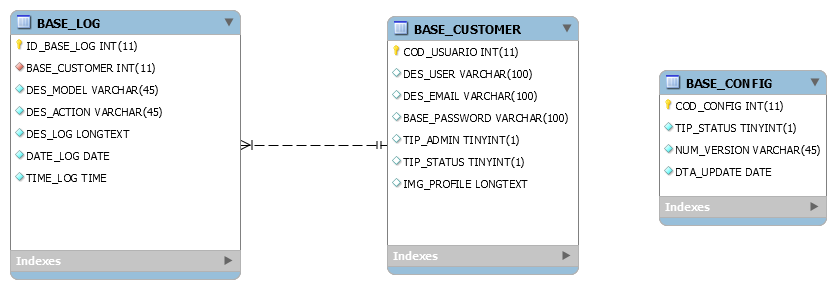 BASE_LOG
ID_BASE_LOG INT(11)
BASE_CUSTOMER INT(11)
DES_MODEL VARCHAR(45)
DES_ACTION VARCHAR(45)
DES_LOG LONGTEXT
DATE_LOG DATE
TIME_LOG TIME
Indexes
BASE_CUSTOMER
COD_USUARIO INT(11)
DES_USER VARCHAR(100)
DES_EMAIL VARCHAR(100)
BASE_PASSWORD VARCHAR(100)
TIP_ADMIN TINYINT(1)
TIP_STATUS TINYINT(1)
IMG_PROFILE LONGTEXT
Indexes
BASE_CONFIG
COD_CONFIG INT(11)
TIP_STATUS TINYINT(1)
NUM_VERSION VARCHAR(45)
DTA_UPDATE DATE
Indexes